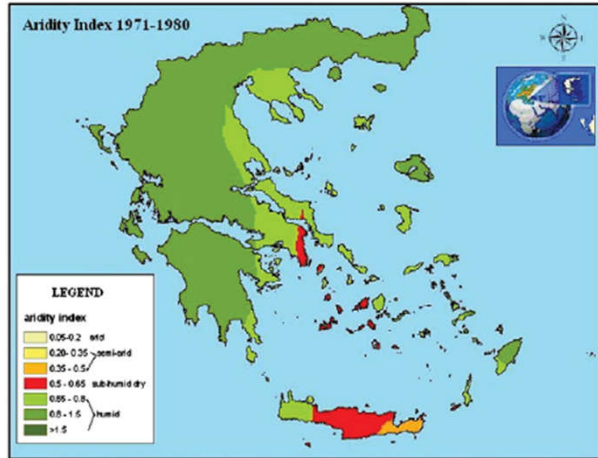 Aridity Index 1971-1980
N
W E
S
LEGEND
aridity index
0.05-0.2 arid
0.20-0.35 semi-arid
0.35-0.5
0.5-0.65 sub-humid dry
0.65-0.8 humid
0.8-1.5
>1.5